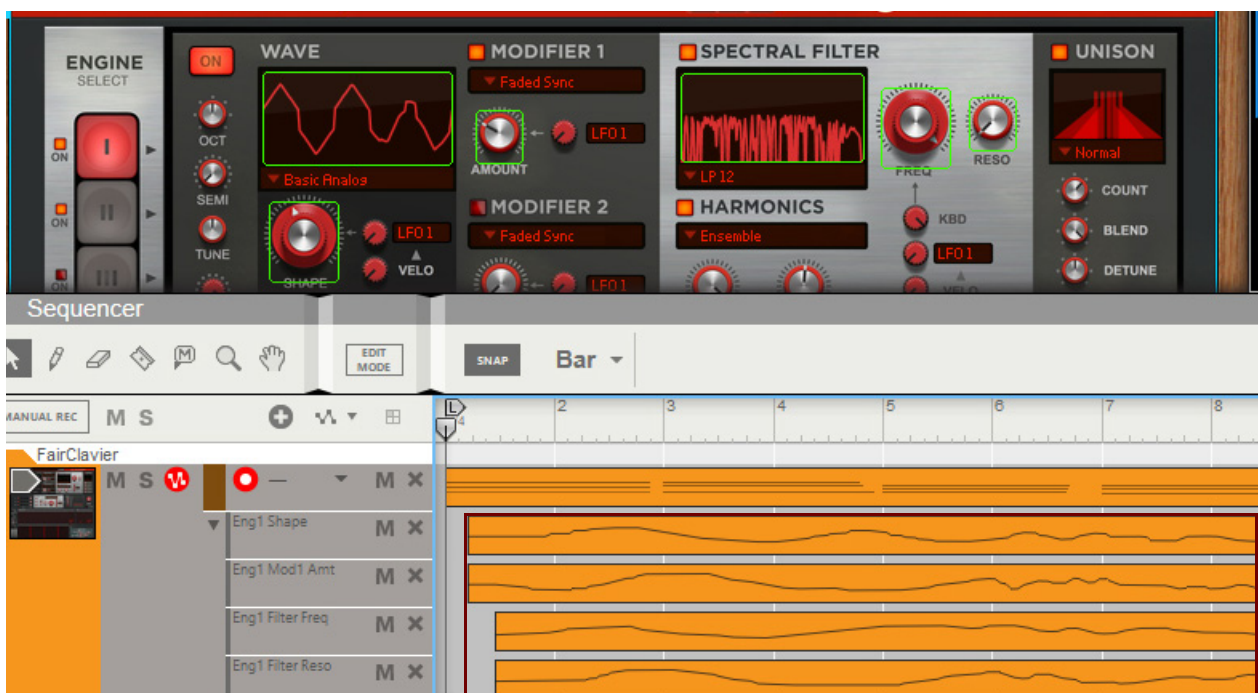 ENGINE
SELECT
ON
WAVE
MODIFIER 1
SPECTRAL FILTER
UNISON
Faded Sync
OCT
LFO 1
ON
I
AMOUNT
FREQ
RESO
Normal
Basic Analog
LP 12
SEMI
COUNT
ON
II
MODIFIER 2
HARMONICS
KBD
LFO 1
Faded Sync
Ensemble
BLEND
TUNE
LFO 1
VELO
DETUNE
ON
III
SHAPE
LFO 1
VELO
Sequencer
M
EDIT
MODE
SNAP
Bar
MANUAL REC
M S
L
4
2
3
4
5
6
7
8
FairClavier
M S
M
Eng1 Shape
M
Eng1 Mod1 Amt
M
Eng1 Filter Freq
M
Eng1 Filter Reso
M